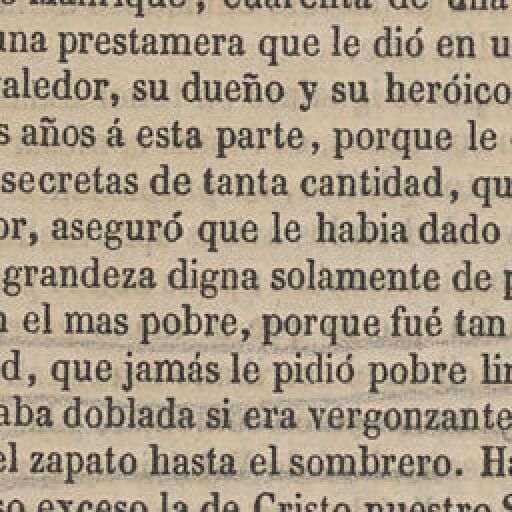 manrique, cuarenta de una
una prestamera que le dió en u
valedor, su dueño y su heróico
s años á esta parte, porque le
secretas de tanta cantidad, qu
or, aseguró que le habia dado
grandeza digna solamente de p
n el mas pobre, porque fué tan
d, que jamás le pidió pobre lim
aba doblada si era vergonzante
el zapato hasta el sombrero. Ha
so exceso la de Cristo nuestro S